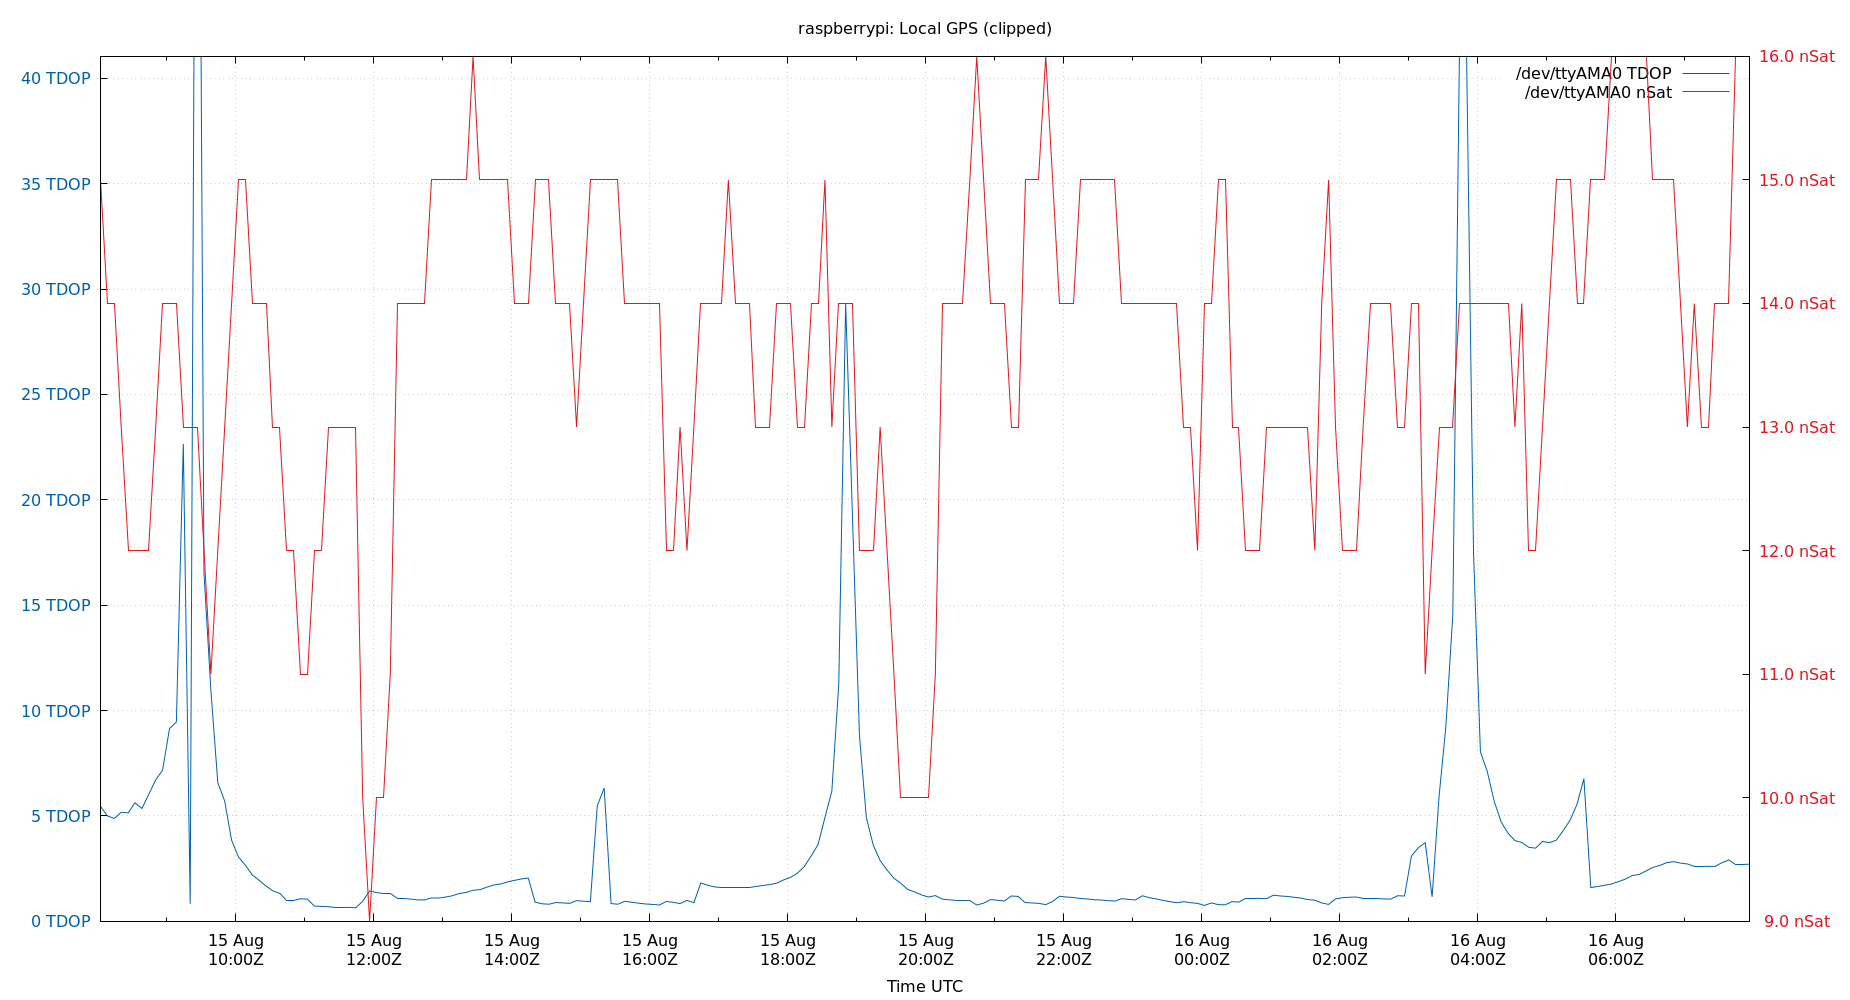 raspberrypi: Local GPS (clipped)
40 TDOP
35 TDOP
30 TDOP
25 TDOP
20 TDOP
15 TDOP
10 TDOP
5 TDOP
0 TDOP
/dev/ttyAMA0 TDOP
/dev/ttyAMA0 nSat
16.0 nSat
15.0 nSat
14.0 nSat
13.0 nSat
12.0 nSat
11.0 nSat
10.0 nSat
9.0 nSat
15 Aug
10:00Z
15 Aug
12:00Z
15 Aug
14:00Z
15 Aug
16:00Z
15 Aug
18:00Z
15 Aug
20:00Z
15 Aug
22:00Z
16 Aug
00:00Z
16 Aug
02:00Z
16 Aug
04:00Z
16 Aug
06:00Z
Time UTC